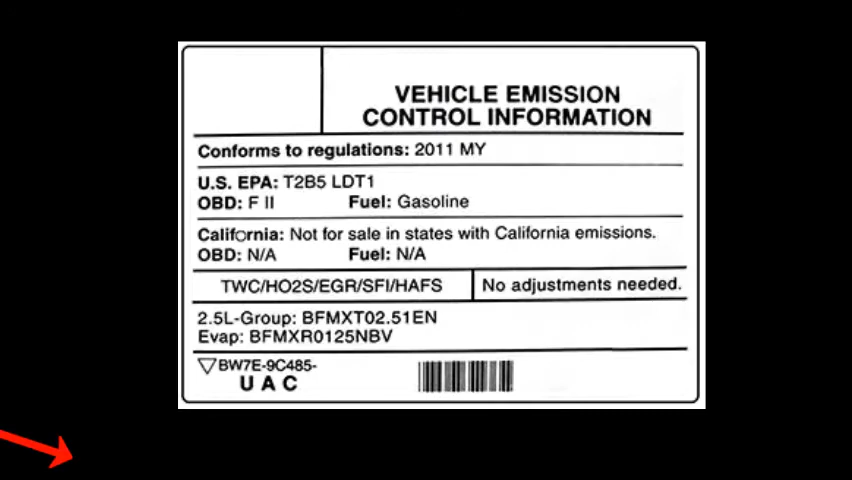 VEHICLE EMISSION
CONTROL INFORMATION
Conforms to regulations: 2011 MY
U.S. EPA: T2B5 LDT1
OBD: F II Fuel: Gasoline
California: Not for sale in states with California emissions.
OBD: N/A Fuel: N/A
TWC/HO2S/EGR/SFI/HAFS No adjustments needed.
2.5L-Group: BFMXT02.51EN
Evap: BFMXR0125NBV
BW7E-9C485-
U A C